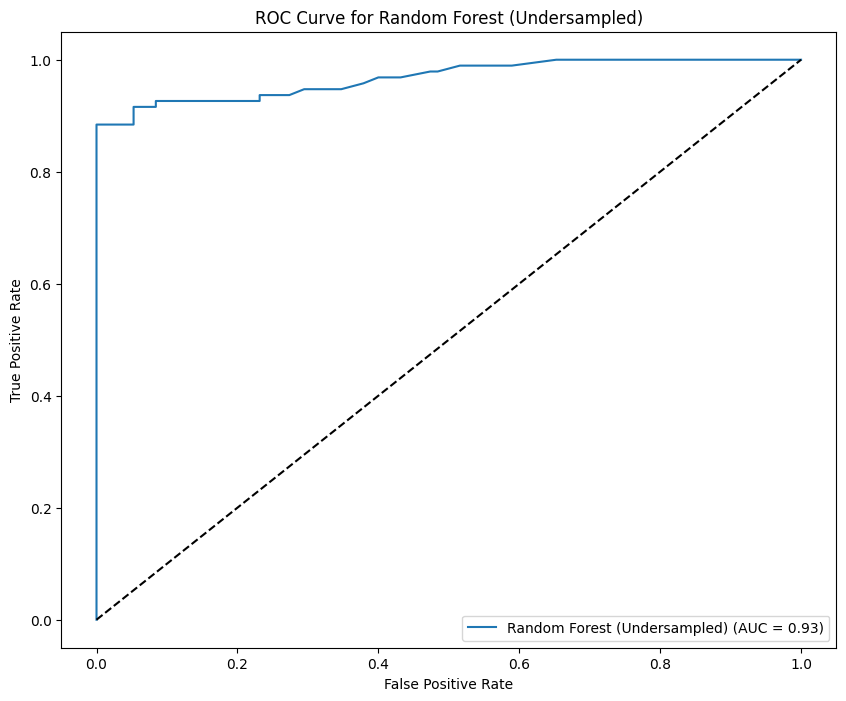 ROC Curve for Random Forest (Undersampled)
1.0
0.8
0.6
0.4
0.2
0.0
True Positive Rate
Random Forest (Undersampled) (AUC = 0.93)
0.0 0.2 0.4 0.6 0.8 1.0
False Positive Rate